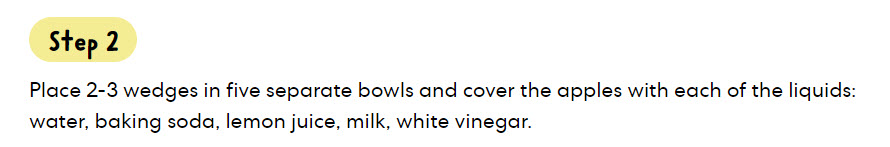 Step 2
Place 2-3 wedges in five separate bowls and cover the apples with each of the liquids:
water, baking soda, lemon juice, milk, white vinegar.